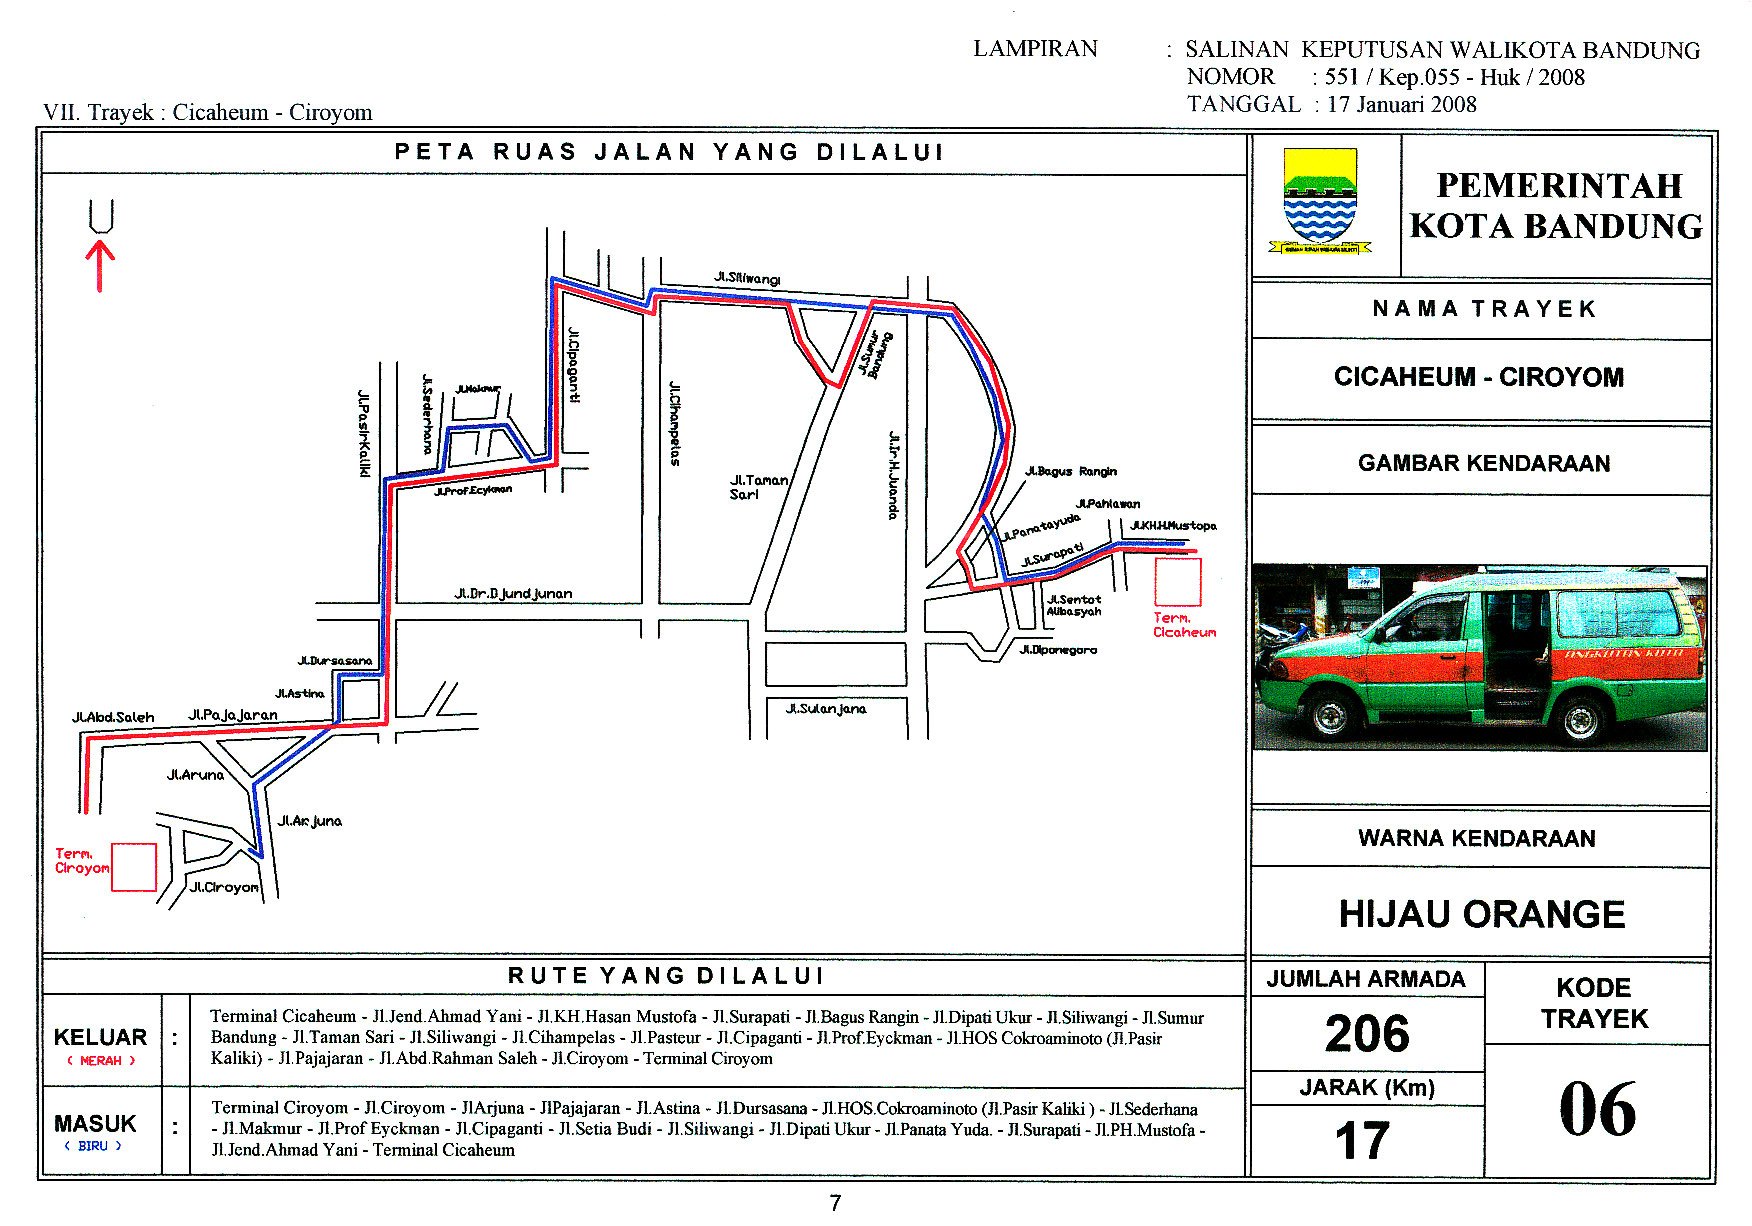 LAMPIRAN : SALINAN KEPUTUSAN WALIKOTA BANDUNG
NOMOR : 551 / Kep.055 - Huk / 2008
TANGGAL : 17 Januari 2008
VII. Trayek : Cicaheum - Ciroyom
PETA RUAS JALAN YANG DILALUI
U
Jl.Siliwangi
Jl.Cipaganti
Jl.Sumur
Bandung
Jl.PasirKaliki
Jl.Sederhana
Jl.Makmur
Jl.Cihampelas
Jl.Ir.H.Juanda
Jl.Prof.Ecykman
Jl.Taman
Sari
Jl.Bagus Rangin
Jl.Pahlawan
Jl.Panatayuda
Jl.KH.H.Mustopa
Jl.Surapati
Jl.Dr.Djundjunan
Jl.Sentot
Alibasyah
Term.
Cicaheum
Jl.Diponegoro
Jl.Dursasana
Jl.Astina
Jl.Abd.Saleh
Jl.Pajajaran
Jl.Sulanjana
Jl.Aruna
Jl.Arjuna
Term.
Ciroyom
Jl.Ciroyom
PEMERINTAH
KOTA BANDUNG
NAMA TRAYEK
CICAHEUM - CIROYOM
GAMBAR KENDARAAN
ANGKUTAN KOTA
WARNA KENDARAAN
HIJAU ORANGE
JUMLAH ARMADA
206
JARAK (Km)
17
KODE
TRAYEK
06
RUTE YANG DILALUI
KELUAR :
( MERAH )
Terminal Cicaheum - Jl.Jend.Ahmad Yani - Jl.KH.Hasan Mustofa - Jl.Surapati - Jl.Bagus Rangin - Jl.Dipati Ukur - Jl.Siliwangi - Jl.Sumur
Bandung - Jl.Taman Sari - Jl.Siliwangi - Jl.Cihampelas - Jl.Pasteur - Jl.Cipaganti - Jl.Prof.Eyckman - Jl.HOS Cokroaminoto (Jl.Pasir
Kaliki) - Jl.Pajajaran - Jl.Abd.Rahman Saleh - Jl.Ciroyom - Terminal Ciroyom
MASUK :
( BIRU )
Terminal Ciroyom - Jl.Ciroyom - JlArjuna - JlPajajaran - Jl.Astina - Jl.Dursasana - Jl.HOS.Cokroaminoto (Jl.Pasir Kaliki ) - Jl.Sederhana
- Jl.Makmur - Jl.Prof Eyckman - Jl.Cipaganti - Jl.Setia Budi - Jl.Siliwangi - Jl.Dipati Ukur - Jl.Panata Yuda. - Jl.Surapati - Jl.PH.Mustofa -
Jl.Jend.Ahmad Yani - Terminal Cicaheum
7